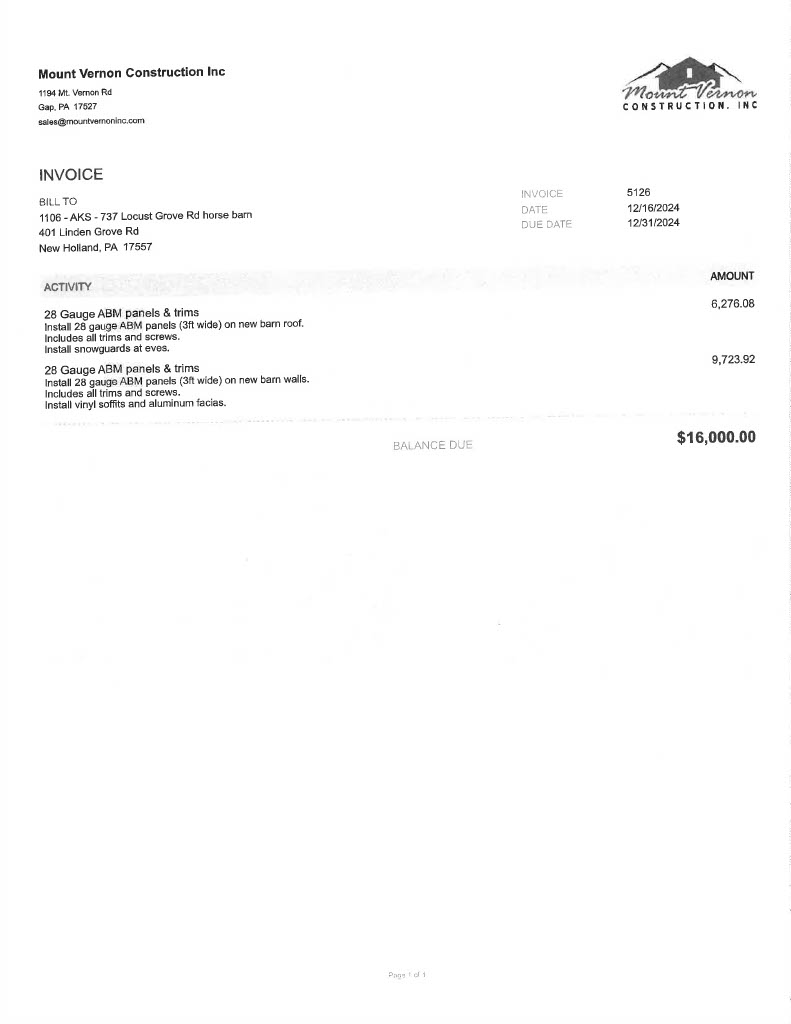 Mount Vernon Construction Inc
1194 Mt. Vernon Rd
Gap, PA 17527
sales@mountvernoninc.com
Mount Vernon
CONSTRUCTION, INC
INVOICE
BILL TO
1106 - AKS - 737 Locust Grove Rd horse barn
401 Linden Grove Rd
New Holland, PA 17557
INVOICE 5126
DATE 12/16/2024
DUE DATE 12/31/2024
ACTIVITY AMOUNT
28 Gauge ABM panels & trims 6,276.08
Install 28 gauge ABM panels (3ft wide) on new barn roof.
Includes all trims and screws.
Install snowguards at eves.
28 Gauge ABM panels & trims 9,723.92
Install 28 gauge ABM panels (3ft wide) on new barn walls.
Includes all trims and screws.
Install vinyl soffits and aluminum facias.
BALANCE DUE $16,000.00
Page 1 of 1